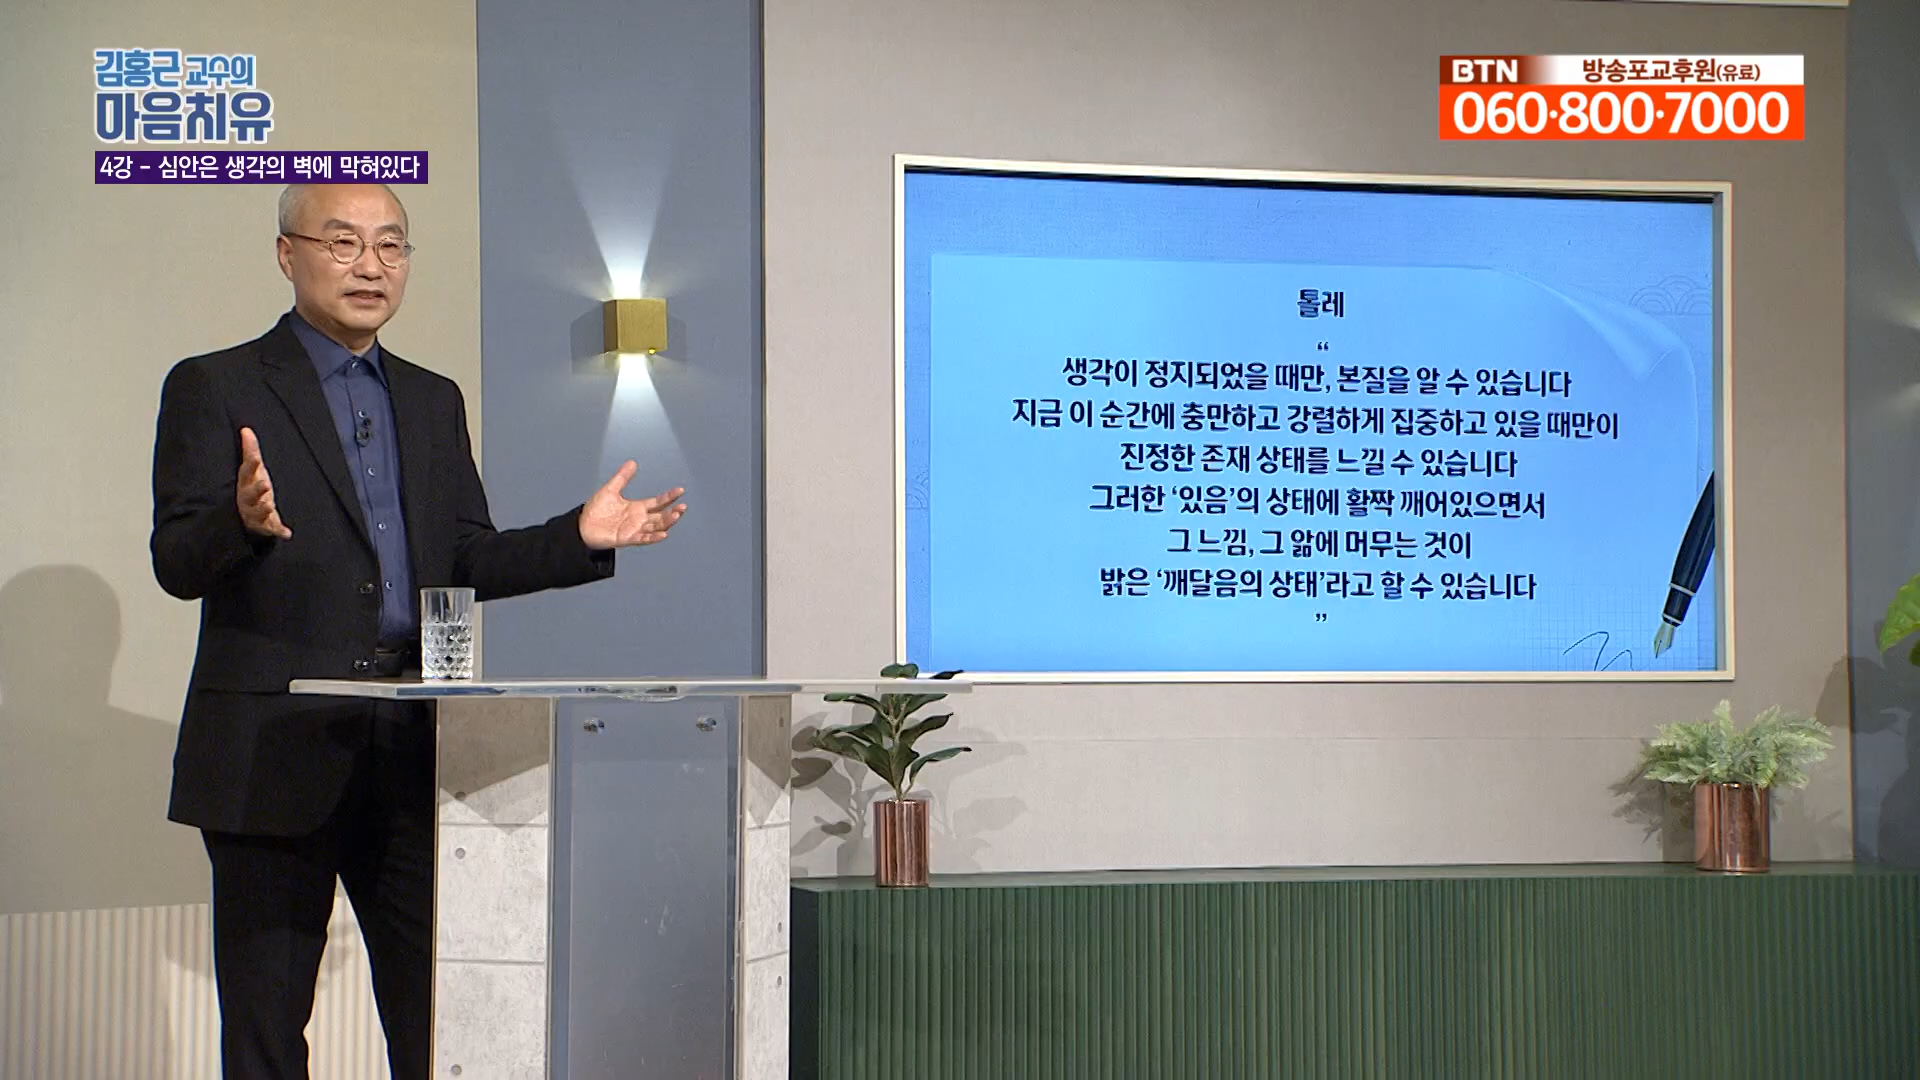 김홍근 교수의
마음치유
4강 - 심안은 생각의 벽에 막혀있다
BTN 방송포교후원(유료)
060·800·7000
톨레
“
생각이 정지되었을 때만, 본질을 알 수 있습니다
지금 이 순간에 충만하고 강렬하게 집중하고 있을 때만이
진정한 존재 상태를 느낄 수 있습니다
그러한 ‘있음’의 상태에 활짝 깨어있으면서
그 느낌, 그 앎에 머무는 것이
밝은 ‘깨달음의 상태’라고 할 수 있습니다
”